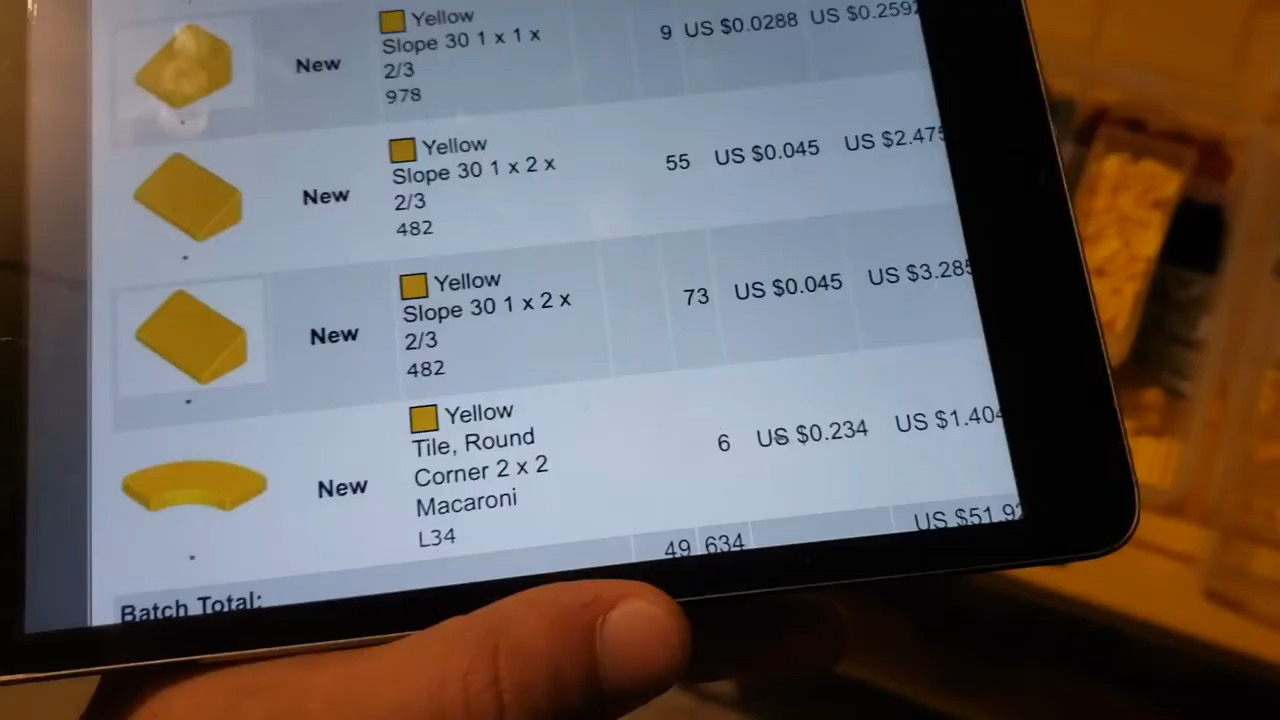 Yellow
New
Slope 30 1 x 1 x
2/3
978
9 US $0.0288 US $0.2592
Yellow
New
Slope 30 1 x 2 x
2/3
482
55 US $0.045 US $2.475
Yellow
New
Slope 30 1 x 2 x
2/3
482
73 US $0.045 US $3.285
Yellow
New
Tile, Round
Corner 2 x 2
Macaroni
L34
6 US $0.234 US $1.404
Batch Total:
49 634
US $51.92